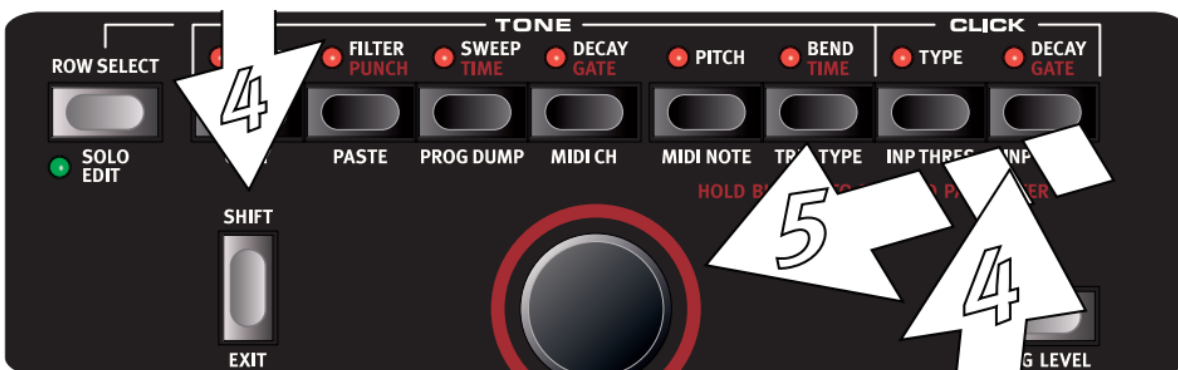 TONE CLICK
ROW SELECT
FILTER SWEEP DECAY PITCH BEND TYPE DECAY
PUNCH TIME GATE TIME GATE
4
SOLO
EDIT
PASTE PROG DUMP MIDI CH MIDI NOTE TYPE INP THRES
HOLD
SHIFT
5
4
EXIT
LEVEL